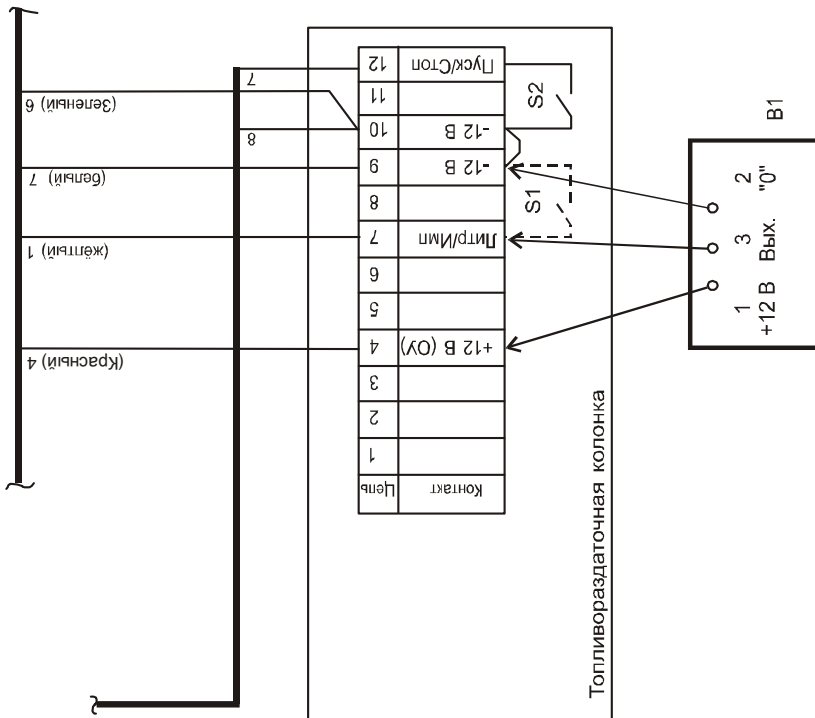 6 (Зеленый)
7 (белый)
1 (жёлтый)
4 (Красный)
7
8
12 Пуск/Стоп
11
10 -12 В
9 -12 В
8
7 Литр/Имп
6
5
4 +12 В (ОУ)
3
2
1
Цепь Контакт
S2
S1
Топливораздаточная колонка
В1
2 "0"
3 Вых.
1 +12 В